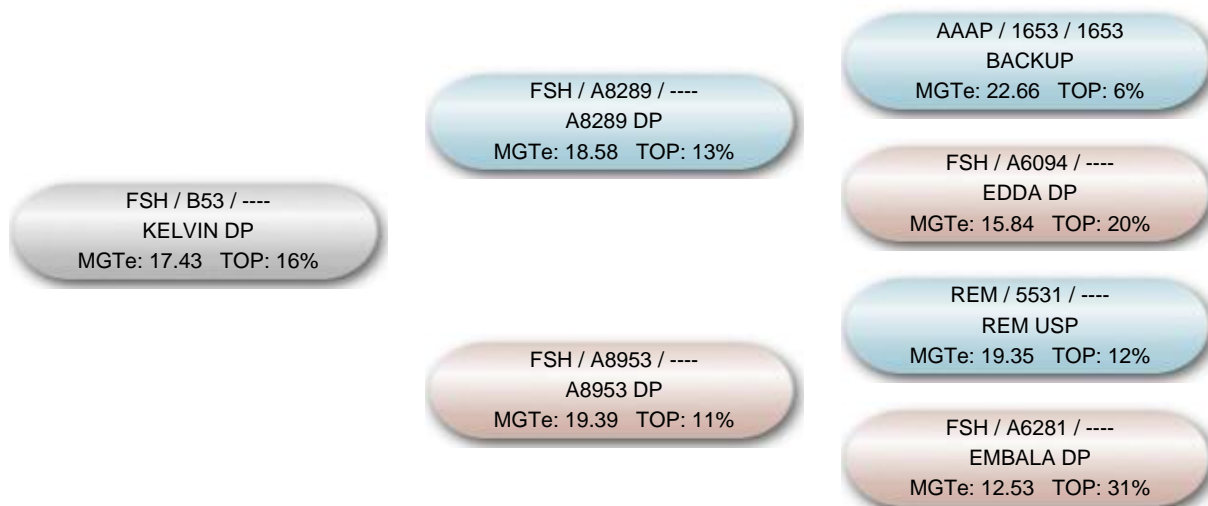 FSH / B53 / ----
KELVIN DP
MGTe: 17.43 TOP: 16%
FSH / A8289 / ----
A8289 DP
MGTe: 18.58 TOP: 13%
FSH / A8953 / ----
A8953 DP
MGTe: 19.39 TOP: 11%
AAAP / 1653 / 1653
BACKUP
MGTe: 22.66 TOP: 6%
FSH / A6094 / ----
EDDA DP
MGTe: 15.84 TOP: 20%
REM / 5531 / ----
REM USP
MGTe: 19.35 TOP: 12%
FSH / A6281 / ----
EMBALA DP
MGTe: 12.53 TOP: 31%